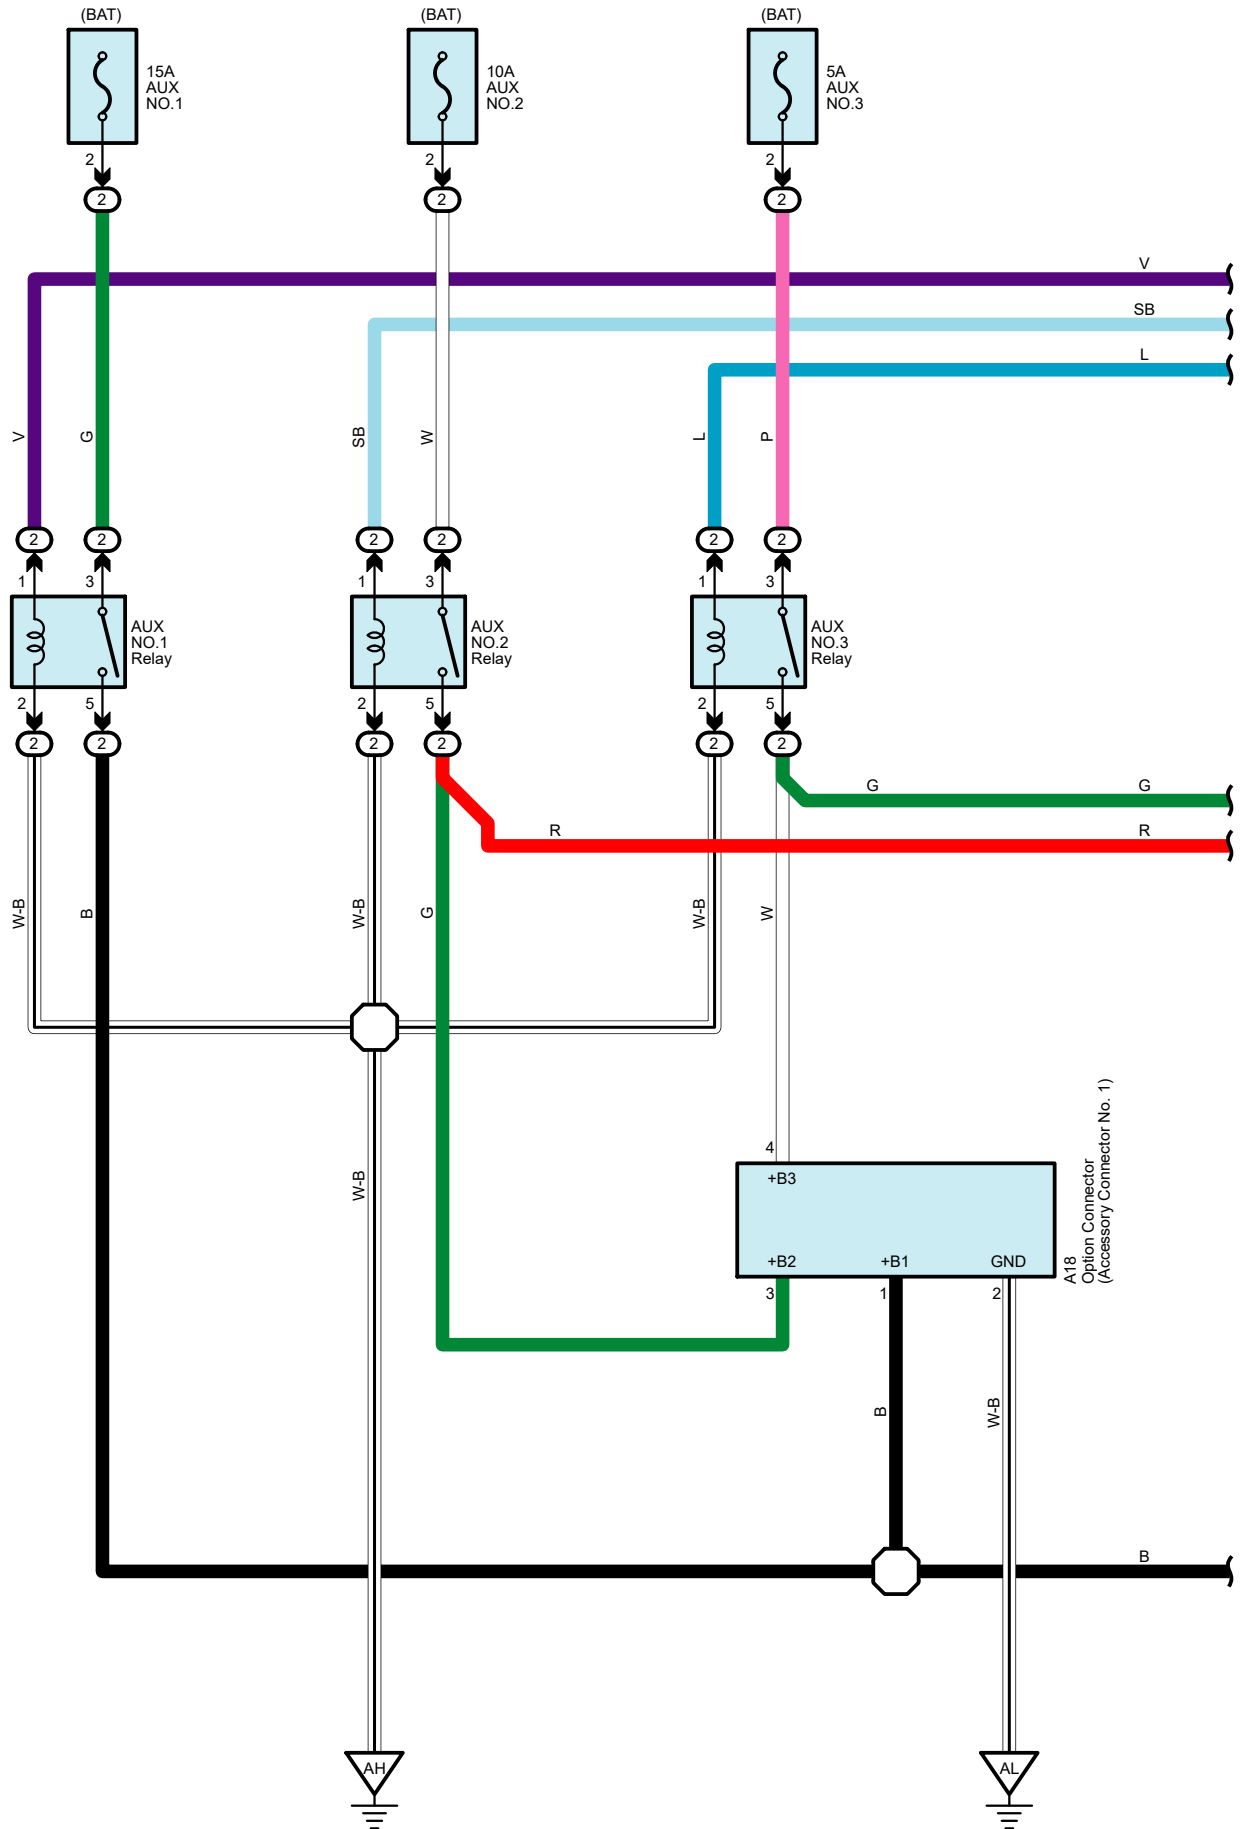 (BAT)
(BAT)
(BAT)
15A
AUX
NO.1
10A
AUX
NO.2
5A
AUX
NO.3
2
2
2
2
2
2
V
SB
L
V
G
SB
W
L
P
2
2
2
2
2
2
1
3
1
3
1
3
AUX
NO.1
Relay
AUX
NO.2
Relay
AUX
NO.3
Relay
2
5
2
5
2
5
2
2
2
2
2
2
G
G
R
R
W-B
B
W-B
G
W-B
W
4
+B3
W-B
+B2
+B1
GND
A18
Option Connector
(Accessory Connector No. 1)
3
1
2
B
W-B
B
AH
AL